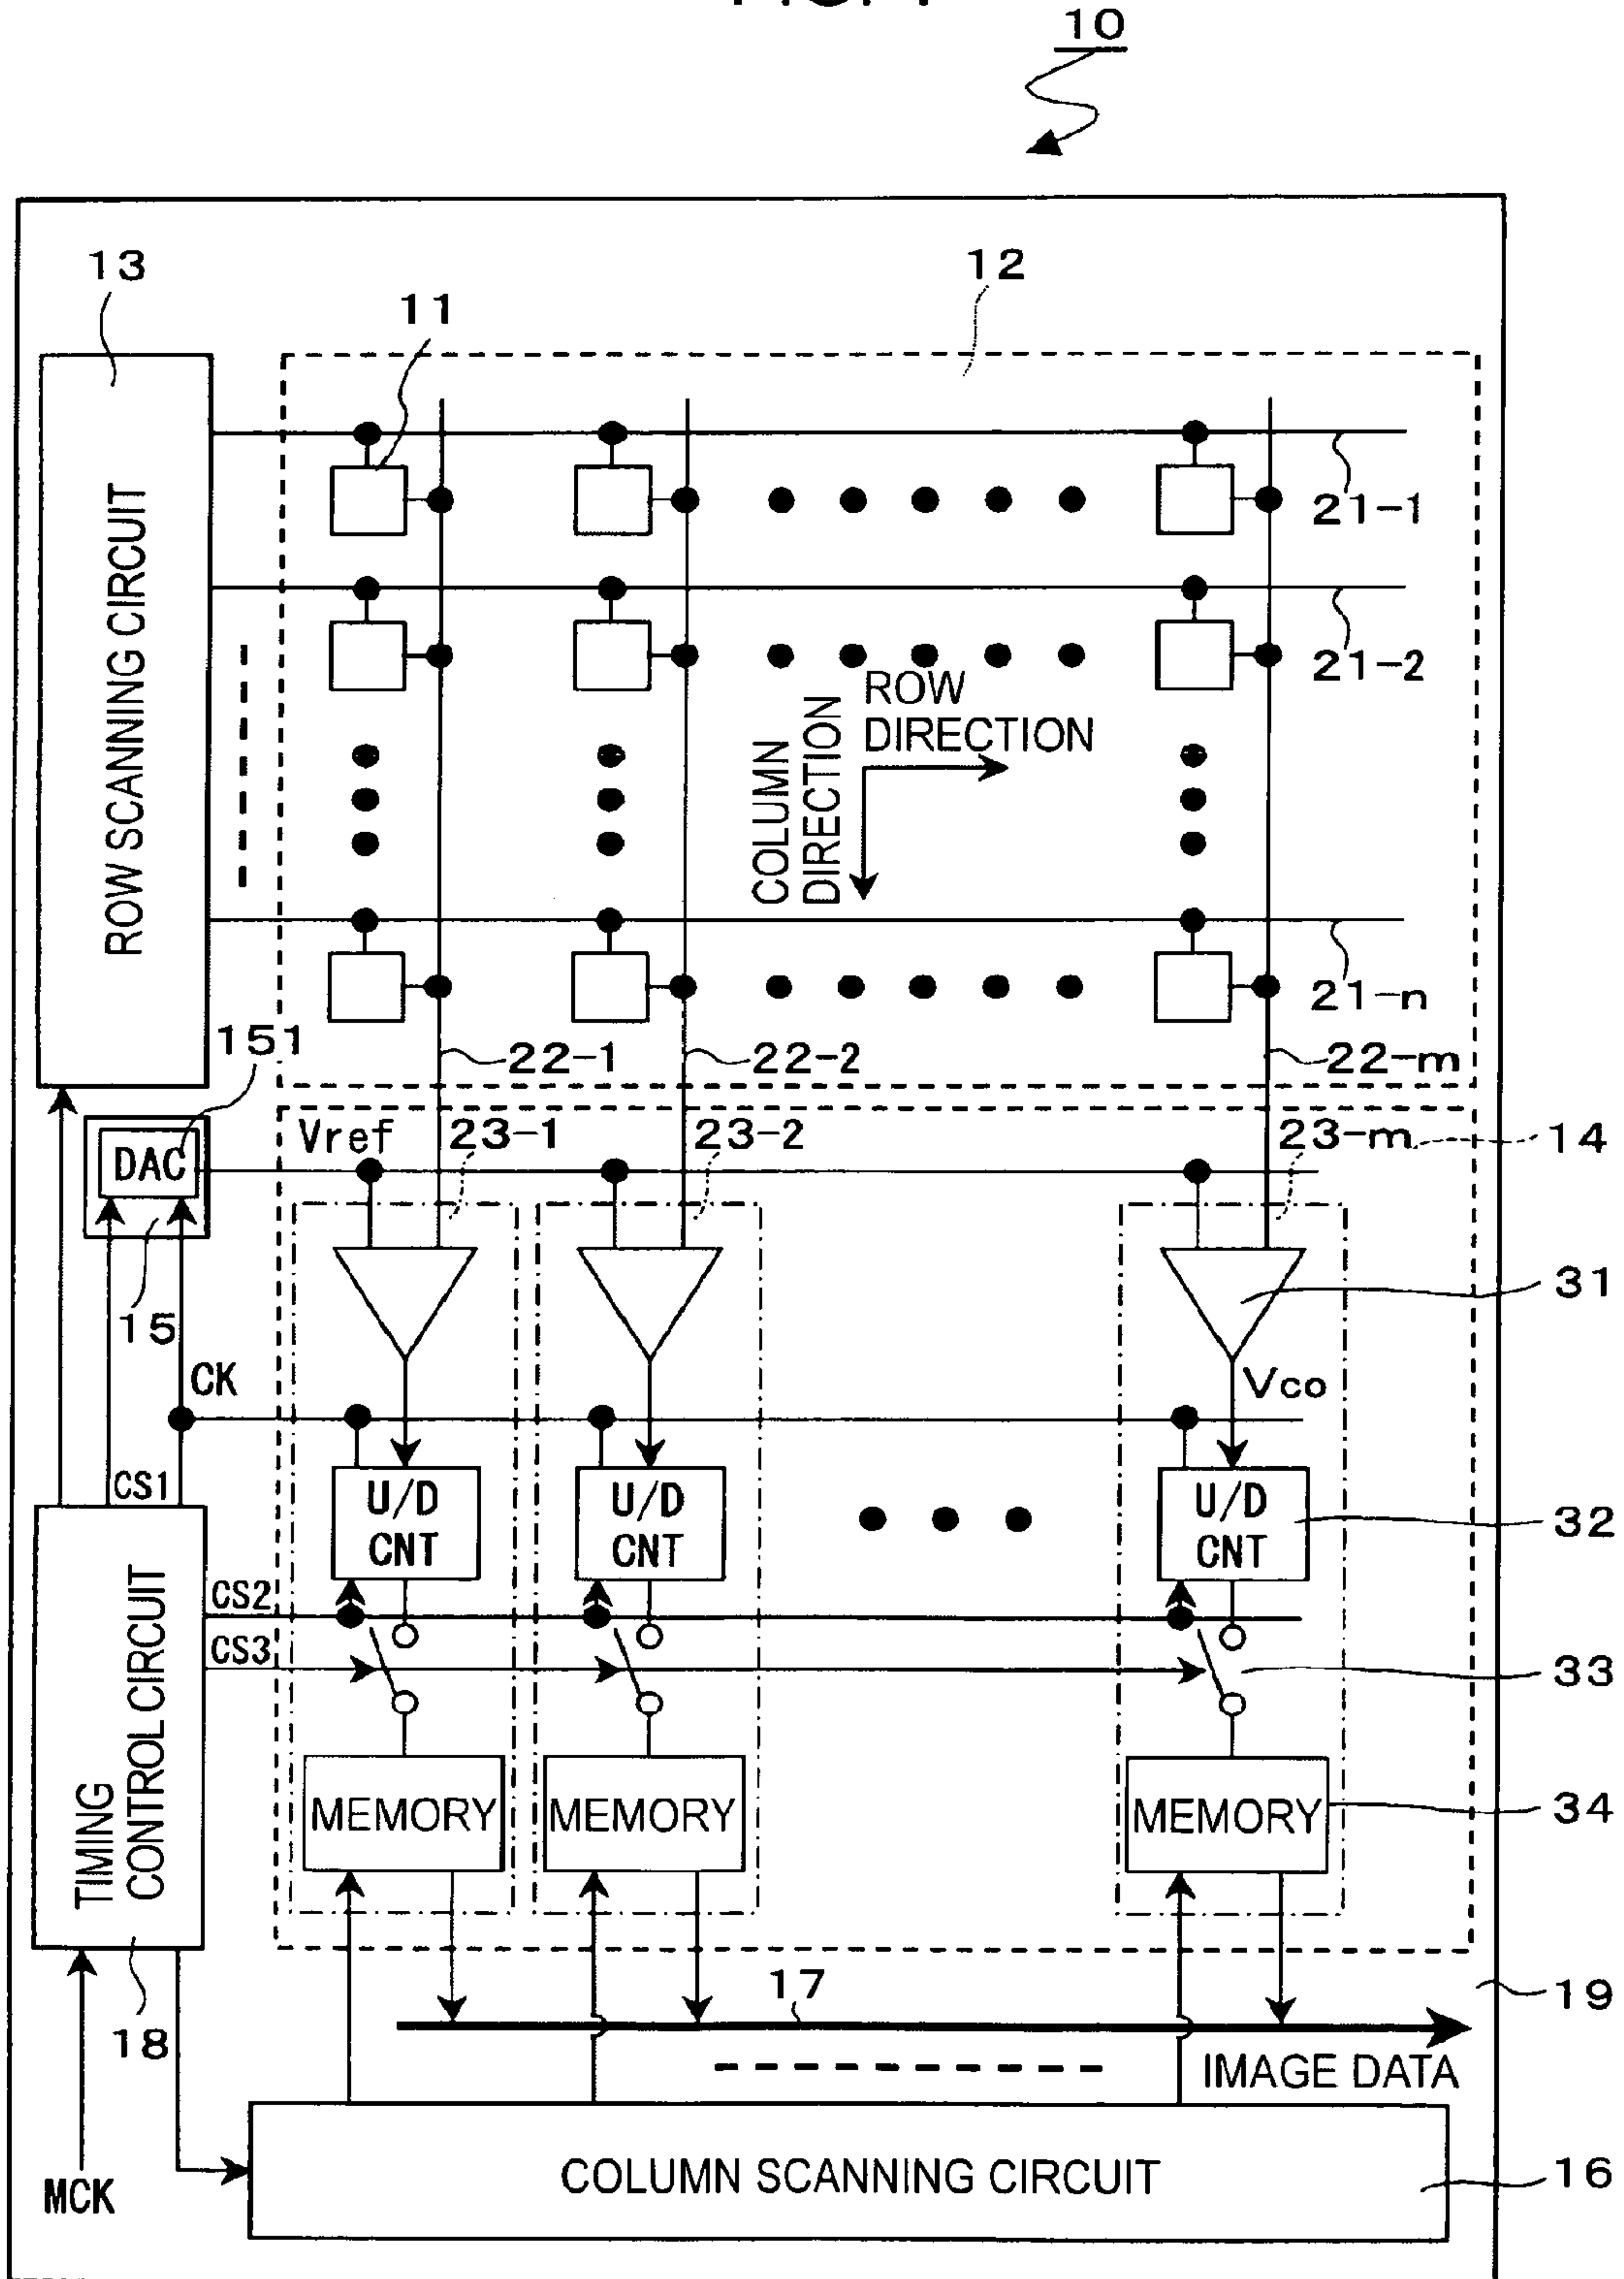 10
13
12
11
ROW SCANNING CIRCUIT
21-1
21-2
ROW
DIRECTION
COLUMN
DIRECTION
21-n
151
22-1
22-2
22-m
DAC
Vref
23-1
23-2
23-m
14
15
31
CK
Vco
CS1
U/D
CNT
U/D
CNT
U/D
CNT
32
TIMING
CONTROL CIRCUIT
CS2
CS3
33
MEMORY
MEMORY
MEMORY
34
18
17
19
IMAGE DATA
MCK
COLUMN SCANNING CIRCUIT
16